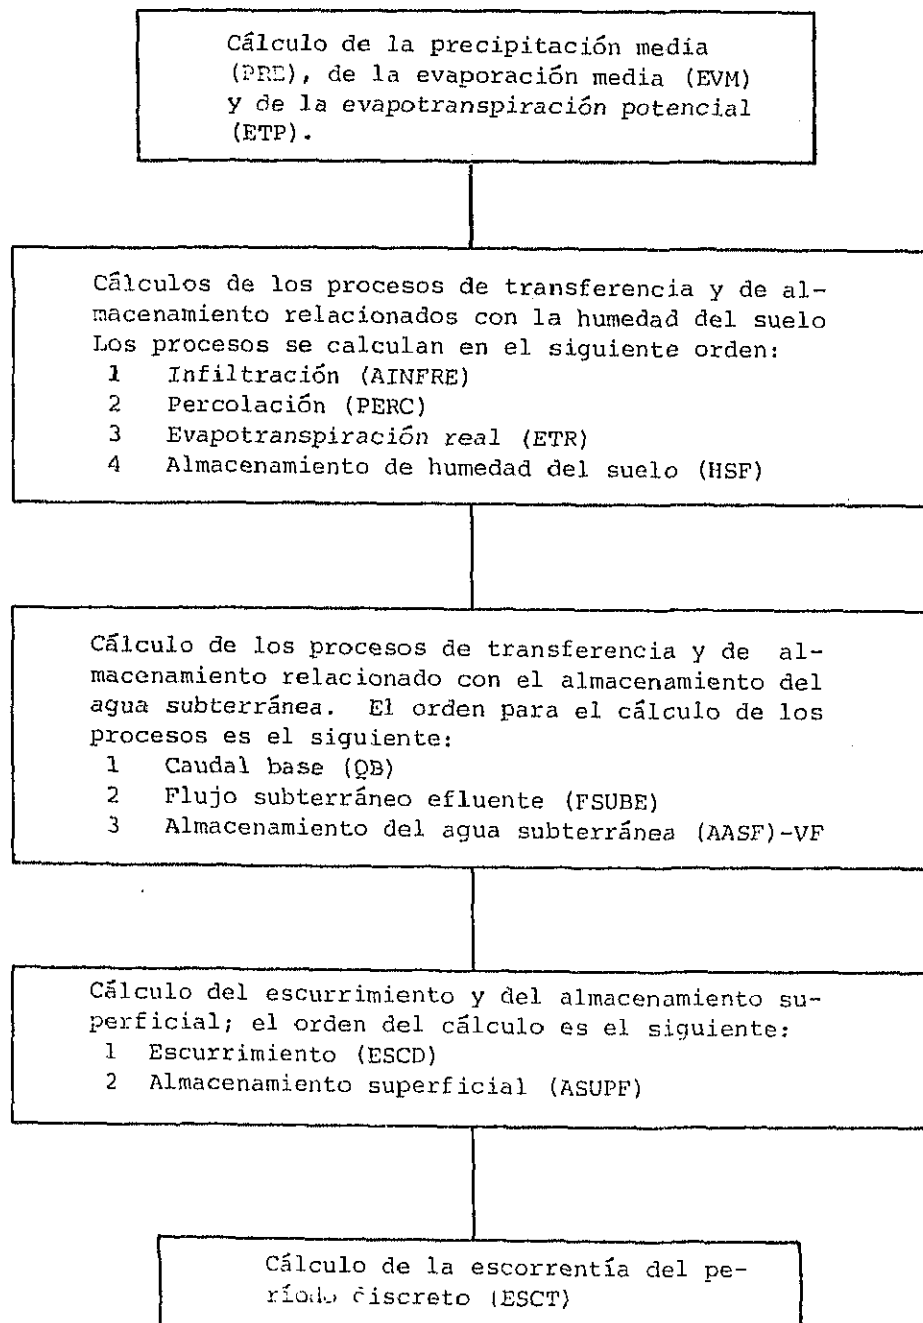 Cálculo de la precipitación media
(PRE), de la evaporación media (EVM)
y de la evapotranspiración potencial
(ETP).
Cálculos de los procesos de transferencia y de al-
macenamiento relacionados con la humedad del suelo
Los procesos se calculan en el siguiente orden:
1 Infiltración (AINFRE)
2 Percolación (PERC)
3 Evapotranspiración real (ETR)
4 Almacenamiento de humedad del suelo (HSF)
Cálculo de los procesos de transferencia y de al-
macenamiento relacionado con el almacenamiento del
agua subterránea. El orden para el cálculo de los
procesos es el siguiente:
1 Caudal base (QB)
2 Flujo subterráneo efluente (FSUBE)
3 Almacenamiento del agua subterránea (AASF)-VF
Cálculo del escurrimiento y del almacenamiento su-
perficial; el orden del cálculo es el siguiente:
1 Escurrimiento (ESCD)
2 Almacenamiento superficial (ASUPF)
Cálculo de la escorrentía del pe-
ríodo discreto (ESCT)